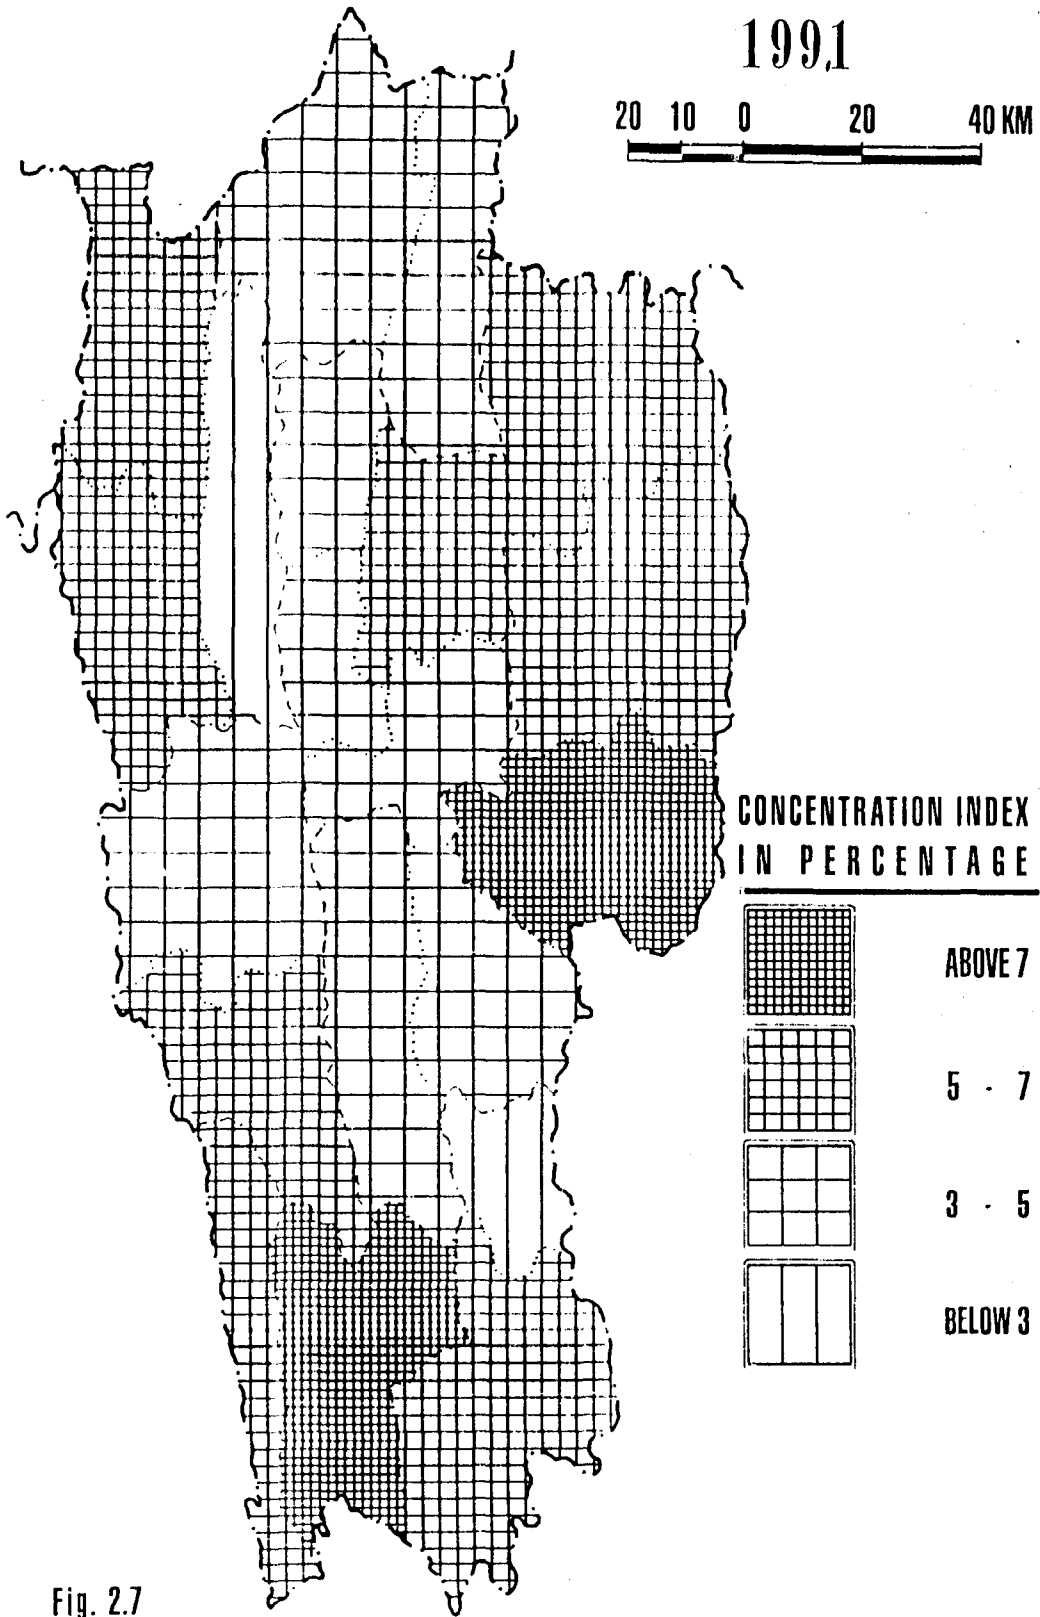 1991
20 10 0 20 40 KM
CONCENTRATION INDEX
IN PERCENTAGE
ABOVE 7
5 - 7
3 - 5
BELOW 3
Fig. 2.7